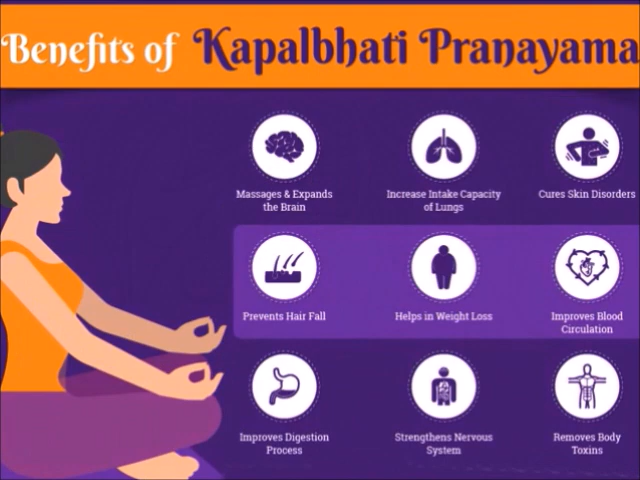 Benefits of Kapalbhati Pranayama
Massages & Expands
the Brain
Increase Intake Capacity
of Lungs
Cures Skin Disorders
Prevents Hair Fall
Helps in Weight Loss
Improves Blood
Circulation
Improves Digestion
Process
Strengthens Nervous
System
Removes Body
Toxins